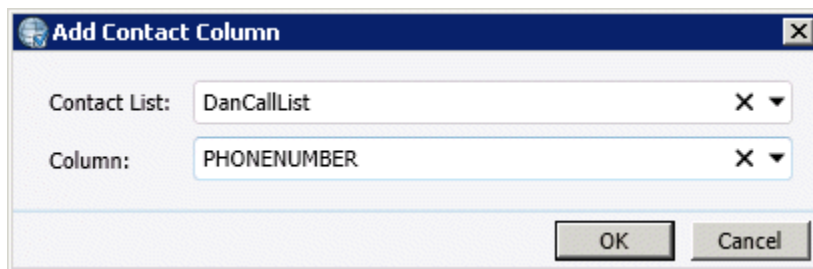 Add Contact Column
Contact List: DanCallList
Column: PHONENUMBER
OK Cancel